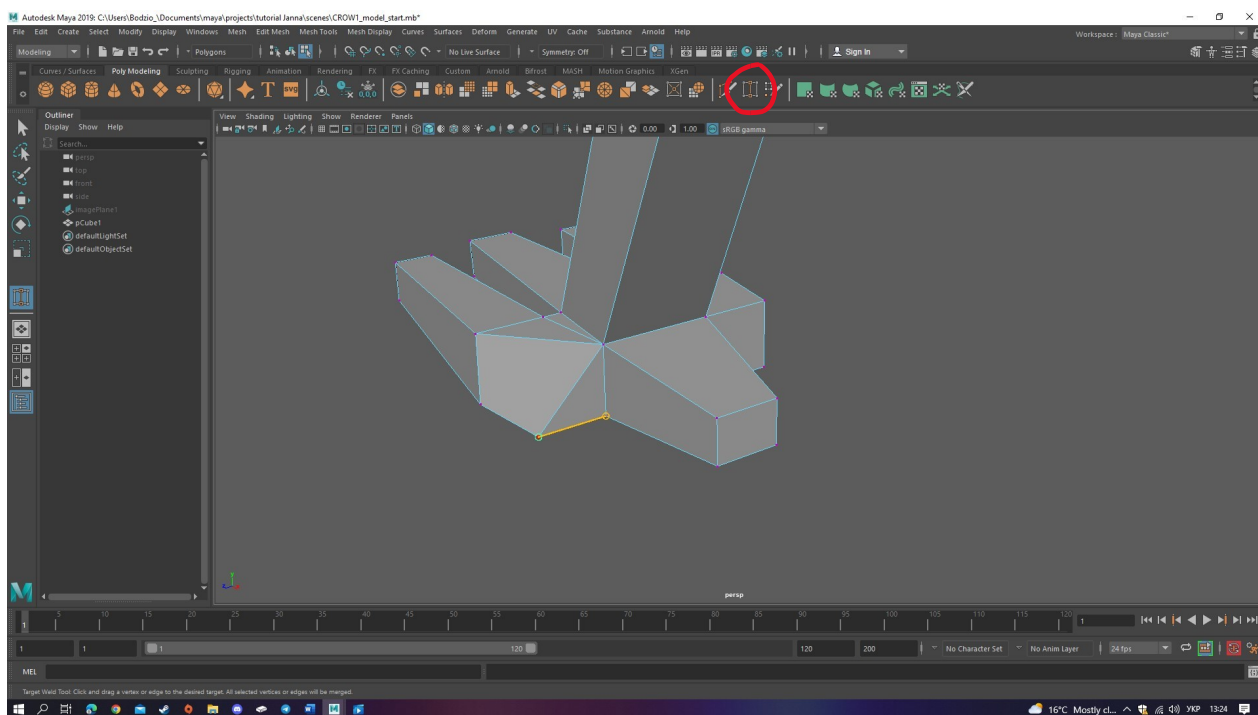 Autodesk Maya 2019: C:\Users\Bodzio_\Documents\maya\projects\tutorial Janna\scenes\CROW1_model_start.mb*
File Edit Create Select Modify Display Windows Mesh Edit Mesh Mesh Tools Mesh Display Curves Surfaces Deform Generate UV Cache Substance Arnold Help
Workspace: Maya Classic*
Modeling Polygons No Live Surface Symmetry: Off Sign In
Curves / Surfaces Poly Modeling Sculpting Rigging Animation Rendering FX FX Caching Custom Arnold Bifrost MASH Motion Graphics XGen
T SVG 0,0,0
Outliner
Display Show Help
View Shading Lighting Show Renderer Panels
0.00 1.00 sRGB gamma
Search...
persp
top
front
side
imagePlane1
pCube1
defaultLightSet
defaultObjectSet
persp
5 10 15 20 25 30 35 40 45 50 55 60 65 70 75 80 85 90 95 100 105 110 115 120
1 1
1 1 1 120 120 200 No Character Set No Anim Layer 24 fps
MEL
Target Weld Tool: Click and drag a vertex or edge to the desired target. All selected vertices or edges will be merged.
16°C Mostly cl... УКР 13:24